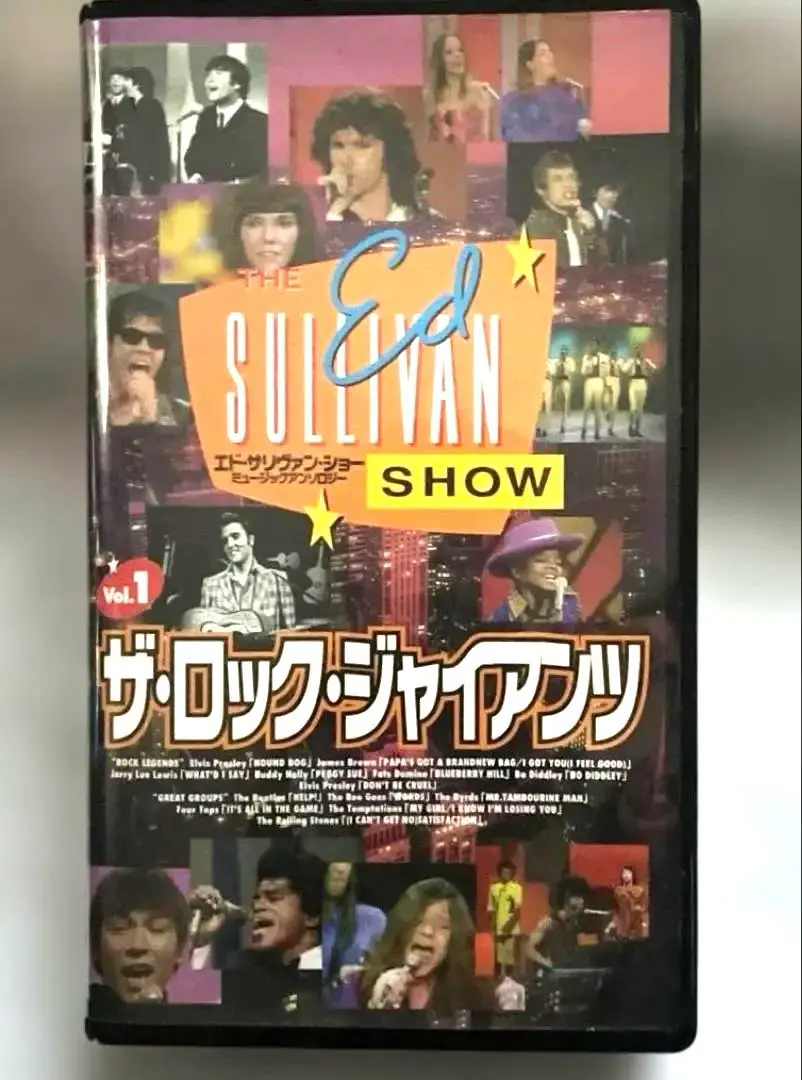 THE
Ed
SULLIVAN
エド・サリヴァン・ショー
ミュージックアンソロジー
SHOW
Vol.1
ザ・ロック・ジャイアンツ
"ROCK LEGENDS" Elvis Presley「HOUND DOG」 James Brown「PAPA'S GOT A BRANDNEW BAG/I GOT YOU(I FEEL GOOD)」
Jerry Lee Lewis「WHAT'D I SAY」 Buddy Holly「PEGGY SUE」 Fats Domino「BLUEBERRY HILL」 Bo Diddley「BO DIDDLEY」
Elvis Presley「DON'T BE CRUEL」
"GREAT GROUPS" The Beatles「HELP!」 The Bee Gees「WORDS」 The Byrds「MR.TAMBOURINE MAN」
Four Tops「IT'S ALL IN THE GAME」 The Temptations「MY GIRL/I KNOW I'M LOSING YOU」
The Rolling Stones「(I CAN'T GET NO)SATISFACTION」